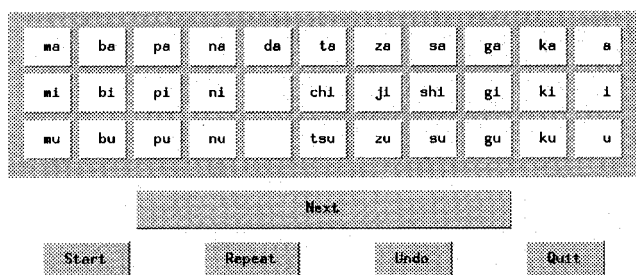 ma ba pa na da ta za sa ga ka a
mi bi pi ni chi ji shi gi ki i
mu bu pu nu tsu zu su gu ku u
Next
Start Repeat Undo Quit